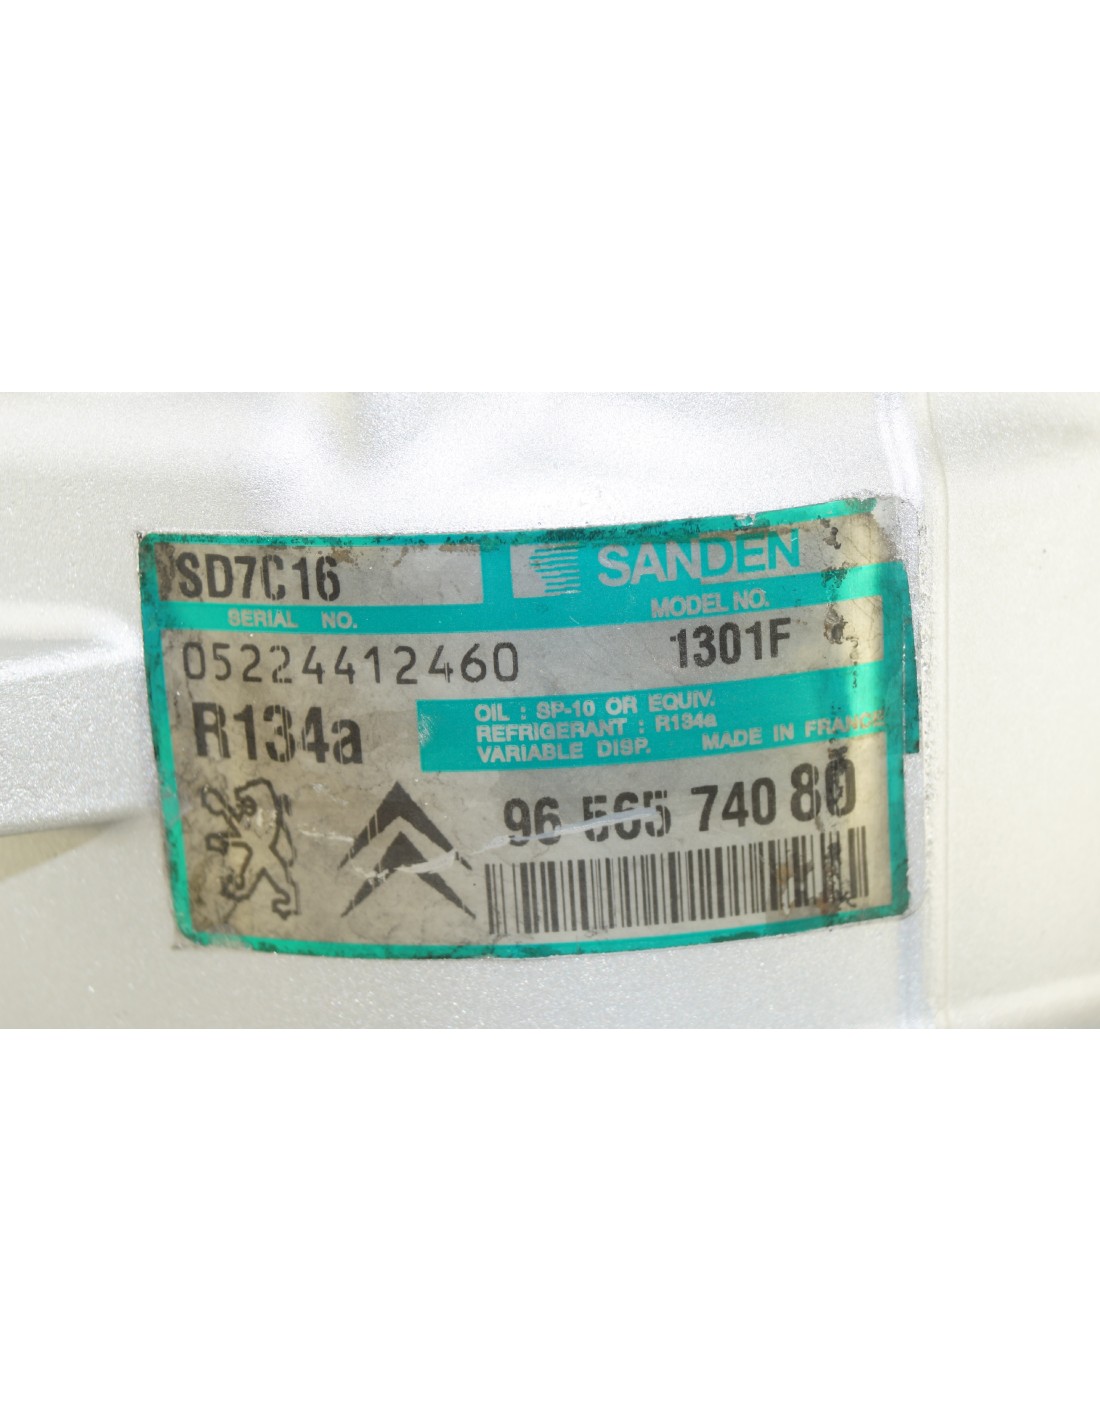 SD7C16
SANDEN
SERIAL NO.
MODEL NO.
05224412460
1301F
R134a
OIL : SP-10 OR EQUIV.
REFRIGERANT : R134a
VARIABLE DISP.
MADE IN FRANCE
96 565 740 80